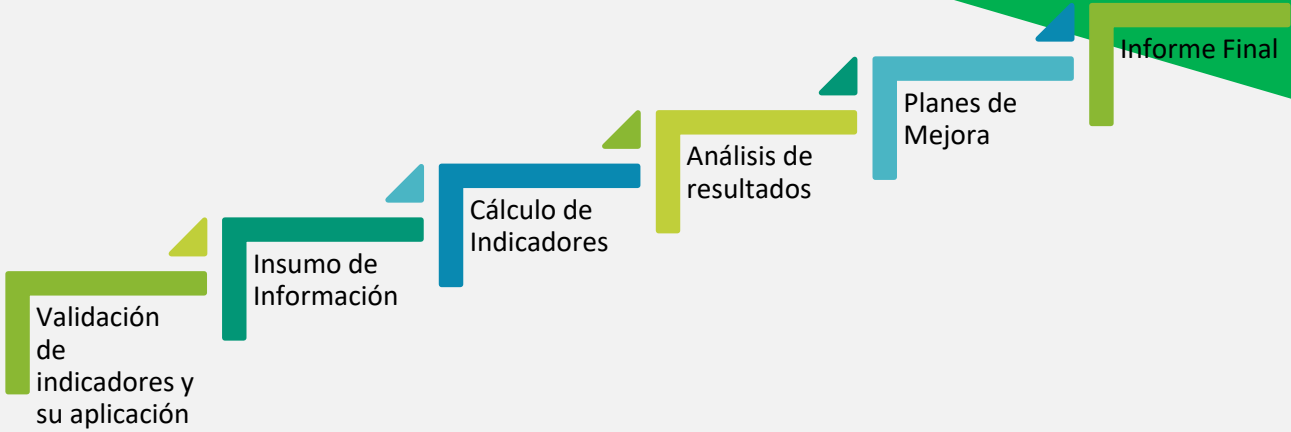 Validación
de
indicadores y
su aplicación
Insumo de
Información
Cálculo de
Indicadores
Análisis de
resultados
Planes de
Mejora
Informe Final